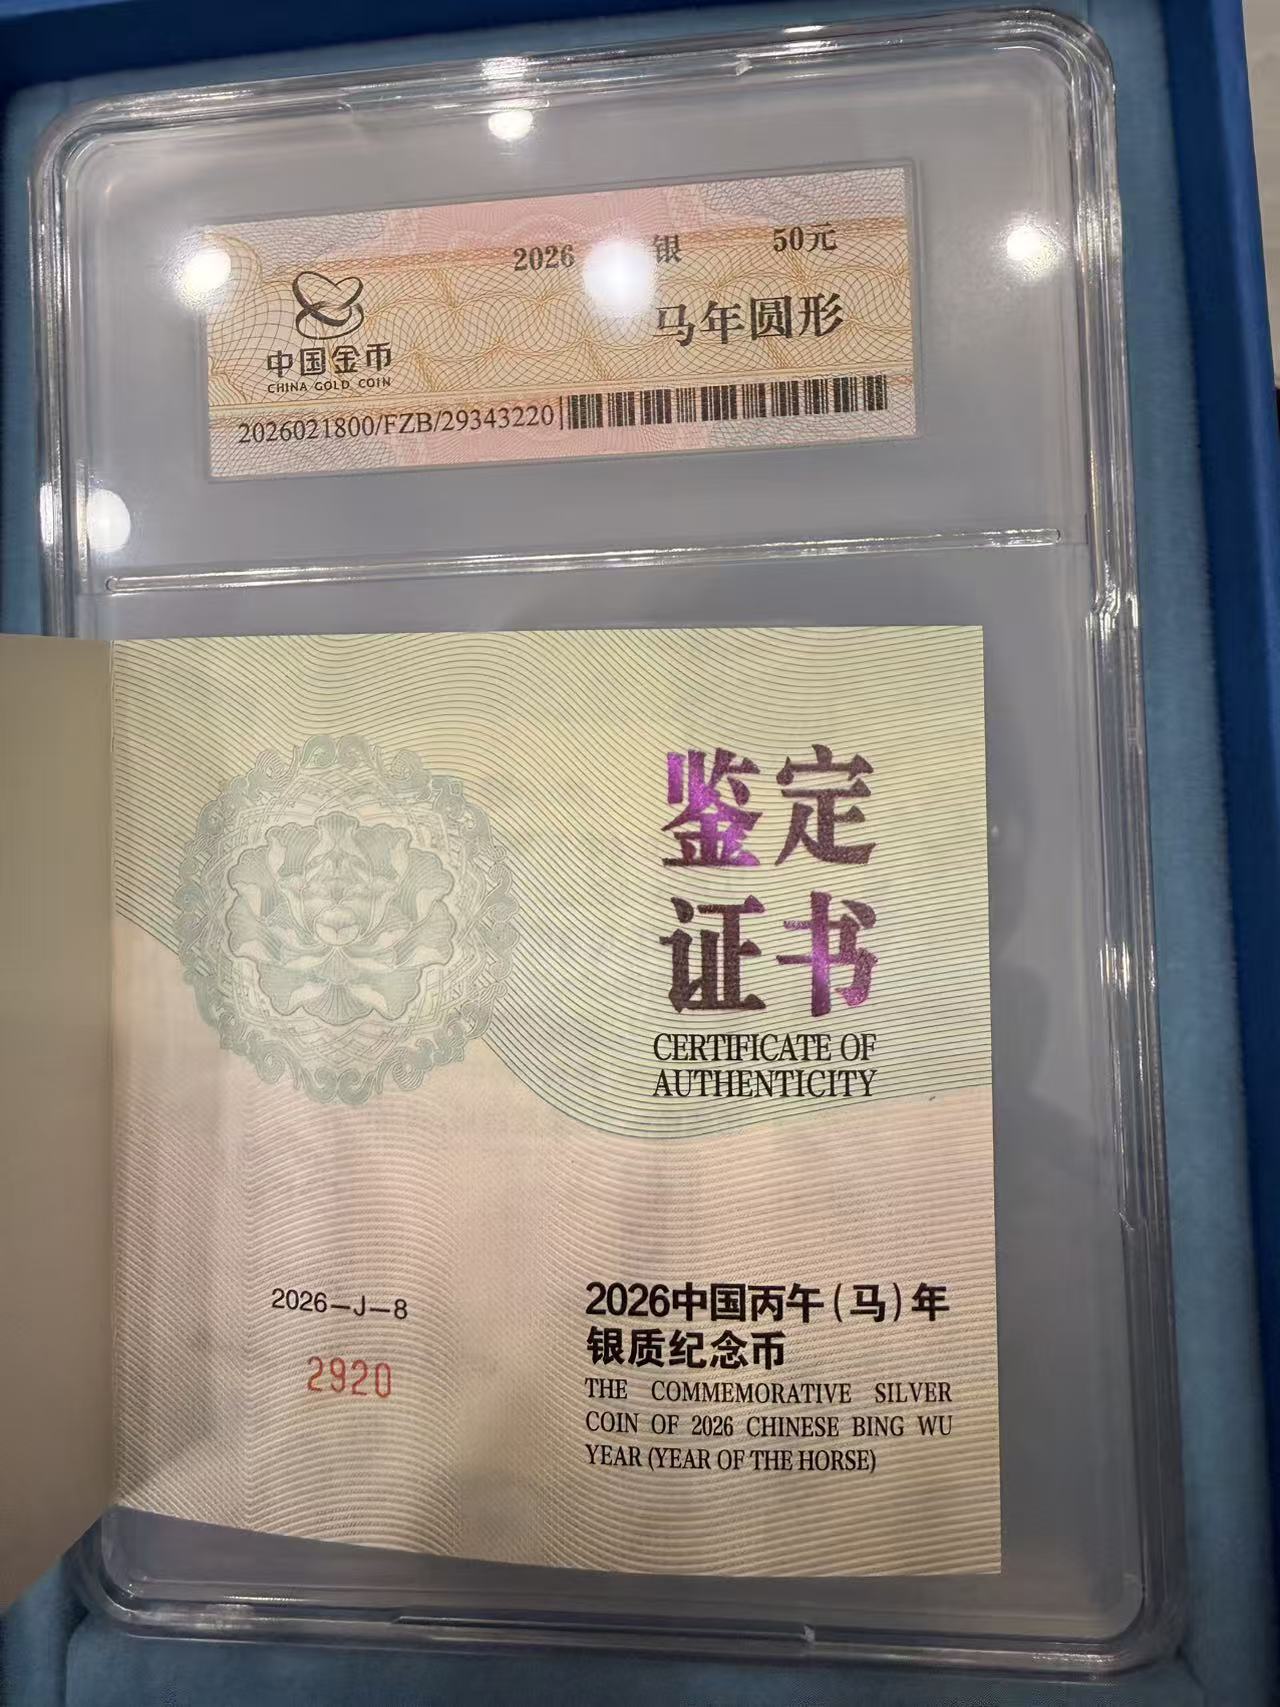 2026 银 50元
马年圆形
中国金币
CHINA GOLD COIN
2026021800/FZB/29343220
鉴定
证书
CERTIFICATE OF
AUTHENTICITY
2026-J-8
2920
2026中国丙午(马)年
银质纪念币
THE COMMEMORATIVE SILVER
COIN OF 2026 CHINESE BING WU
YEAR (YEAR OF THE HORSE)